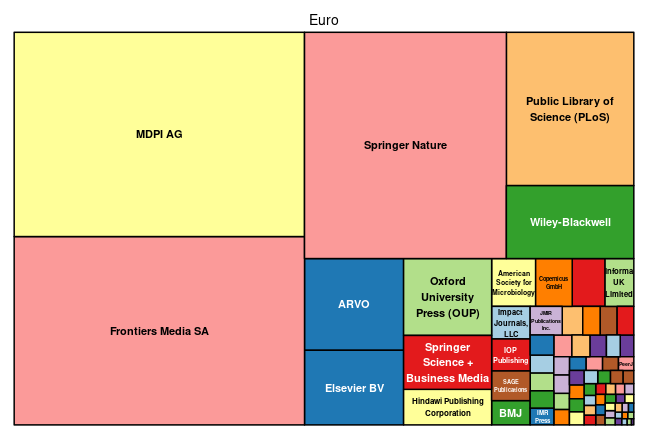 Euro
MDPI AG
Springer Nature
Public Library of
Science (PLoS)
Wiley-Blackwell
Frontiers Media SA
ARVO
Elsevier BV
Oxford
University
Press (OUP)
Springer
Science +
Business Media
Hindawi Publishing
Corporation
American
Society for
Microbiology
Copernicus
GmbH
Informa
UK
Limited
Impact
Journals,
LLC
JMIR
Publications
Inc.
IOP
Publishing
SAGE
Publications
BMJ
IMR
Press
PeerJ